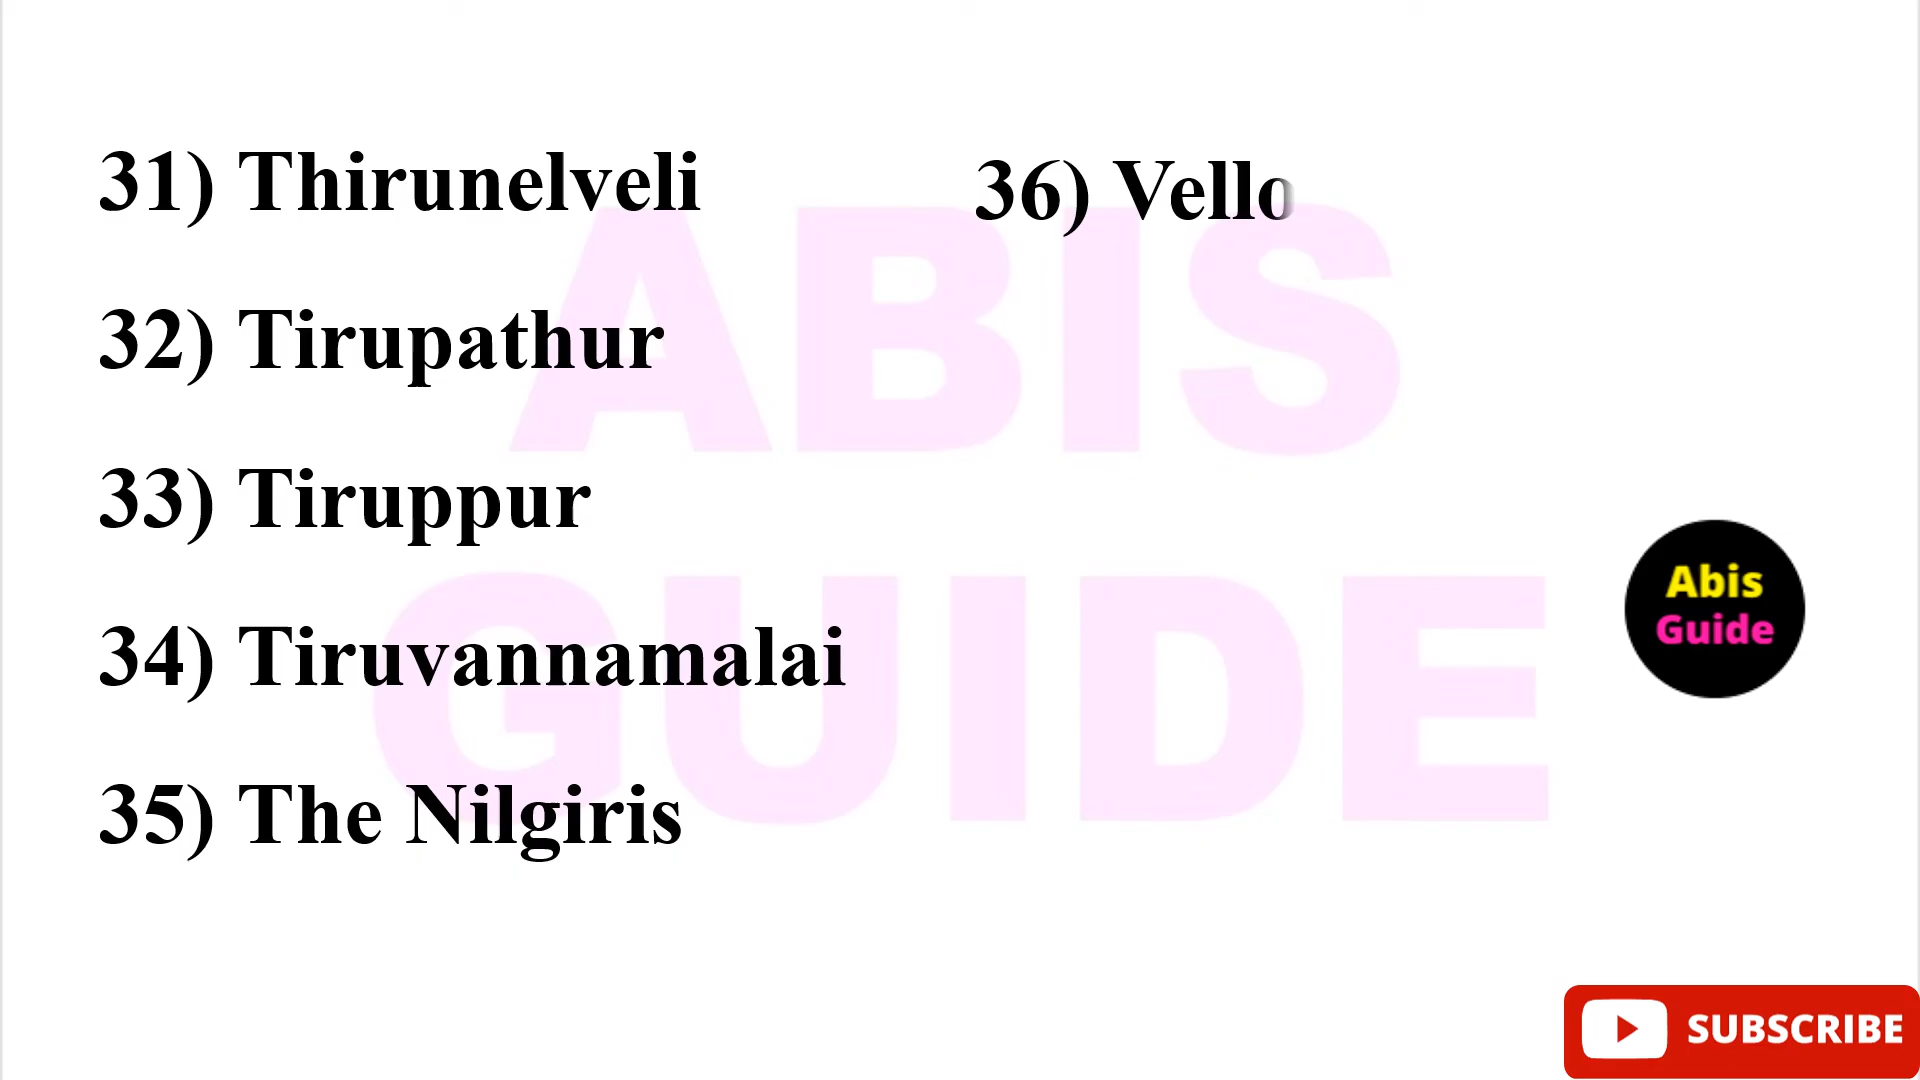 31) Thirunelveli
32) Tirupathur
33) Tiruppur
34) Tiruvannamalai
35) The Nilgiris
36) Vello
ABIS
GUIDE
Abis
Guide
SUBSCRIBE